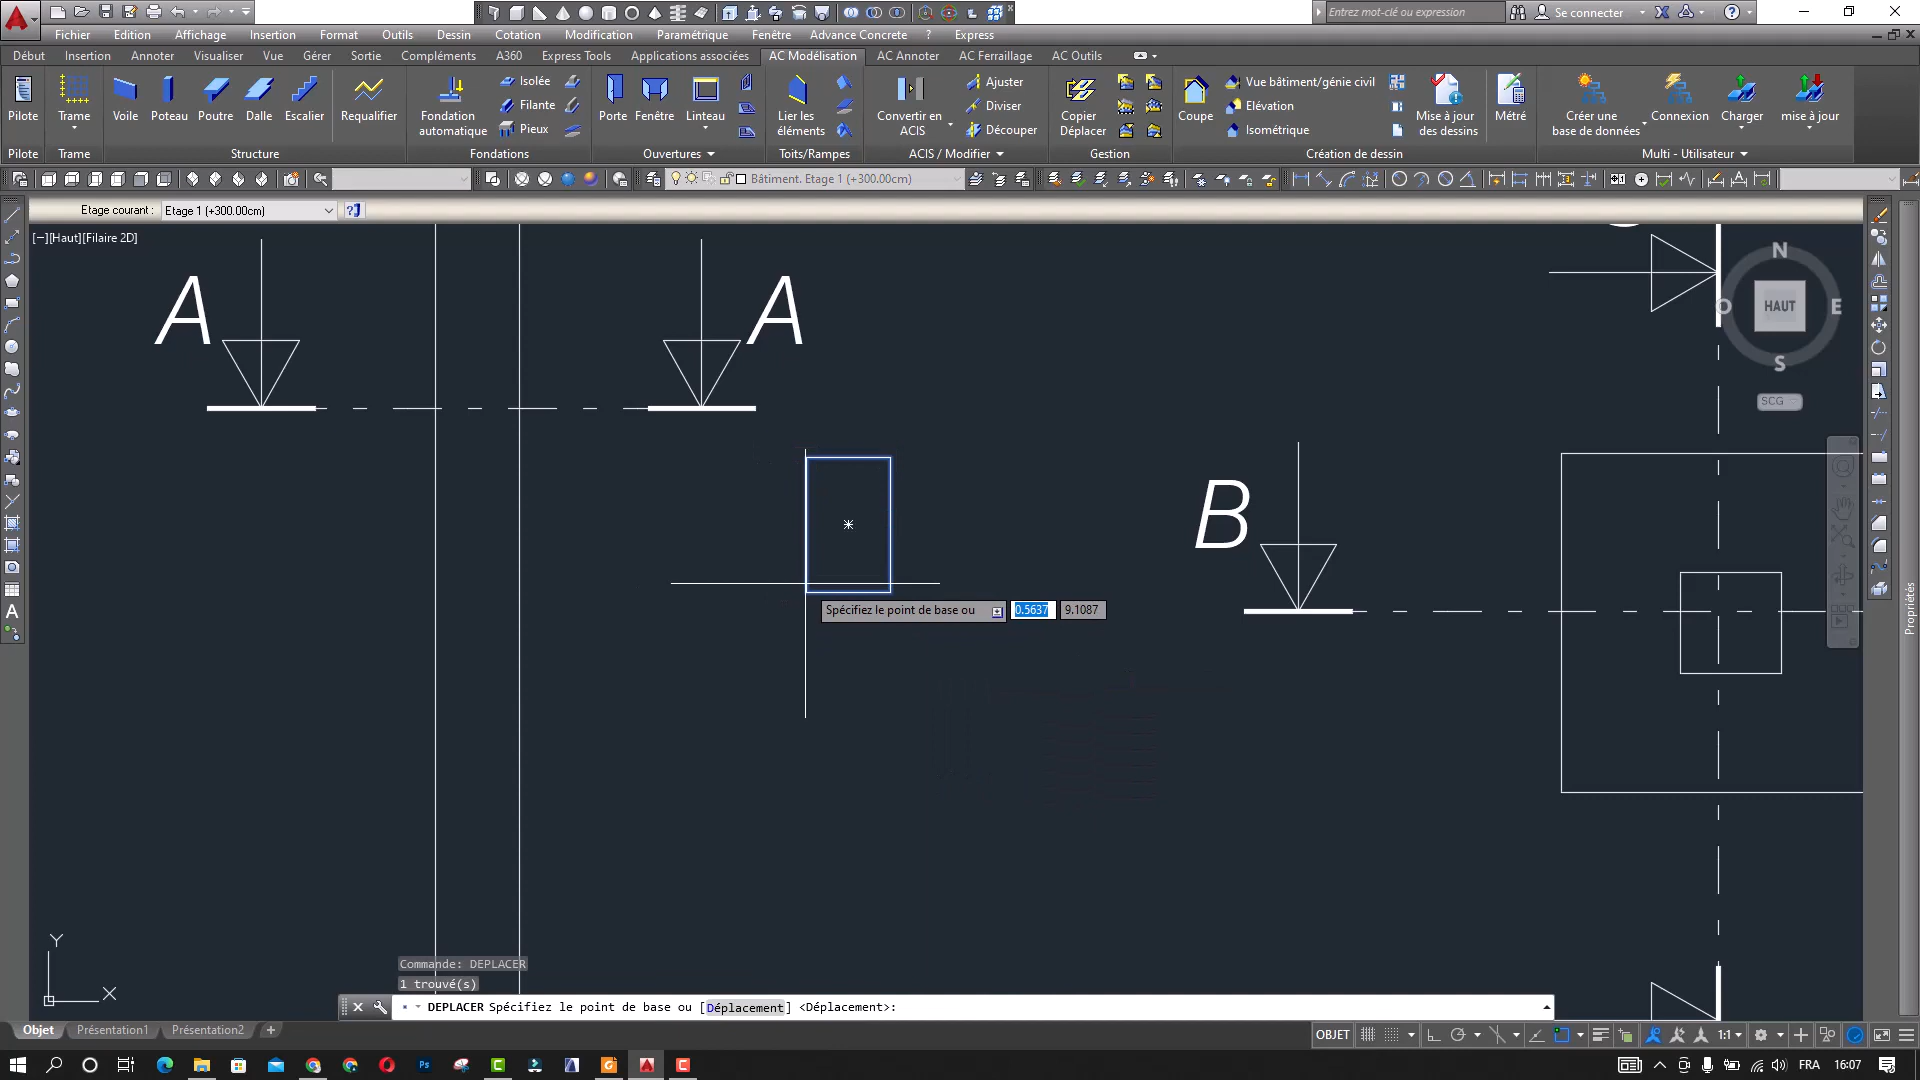 Entrez mot-clé ou expression
Se connecter
Fichier Edition Affichage Insertion Format Outils Dessin Cotation Modification Paramétrique Fenêtre Advance Concrete ? Express
Début Insertion Annoter Visualiser Vue Gérer Sortie Compléments A360 Express Tools Applications associées AC Modélisation AC Annoter AC Ferraillage AC Outils
Pilote
Trame
Voile
Poteau
Poutre
Dalle
Escalier
Requalifier
Fondation
automatique
Isolée
Filante
Pieux
Porte
Fenêtre
Linteau
Lier les
éléments
Convertir en
ACIS
Ajuster
Diviser
Découper
Copier
Déplacer
Coupe
Vue bâtiment/génie civil
Elévation
Isométrique
Mise à jour
des dessins
Métré
Créer une
base de données
Connexion
Charger
mise à jour
Pilote Trame Structure Fondations Ouvertures Toits/Rampes ACIS / Modifier Gestion Création de dessin Multi - Utilisateur
Bâtiment. Etage 1 (+300.00cm)
Etage courant : Etage 1 (+300.00cm)
[−][Haut][Filaire 2D]
N
O HAUT E
S
SCG
A A
B
Spécifiez le point de base ou 0.5637 9.1087
Propriétés
Y
X
Commande: DEPLACER
1 trouvé(s)
DEPLACER Spécifiez le point de base ou [Déplacement] <Déplacement>:
Objet Présentation1 Présentation2 +
OBJET 1:1
FRA 16:07